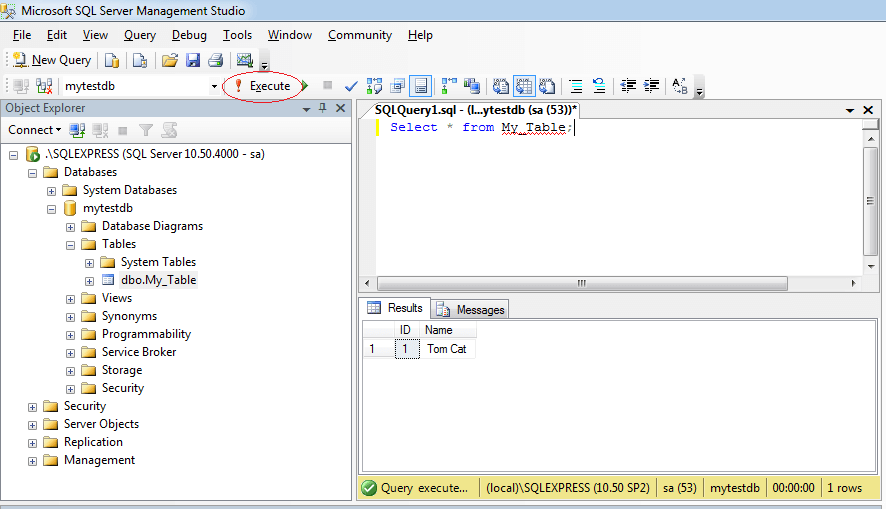 Microsoft SQL Server Management Studio
File Edit View Query Debug Tools Window Community Help
New Query
mytestdb Execute
Object Explorer
Connect
.\SQLEXPRESS (SQL Server 10.50.4000 - sa)
Databases
System Databases
mytestdb
Database Diagrams
Tables
System Tables
dbo.My_Table
Views
Synonyms
Programmability
Service Broker
Storage
Security
Security
Server Objects
Replication
Management
SQLQuery1.sql - (l...ytestdb (sa (53))*
Select * from My_Table;
Results Messages
ID Name
1 1 Tom Cat
Query execute... (local)\SQLEXPRESS (10.50 SP2) sa (53) mytestdb 00:00:00 1 rows